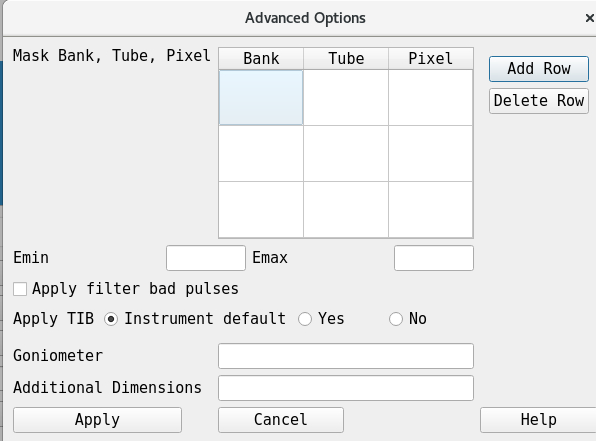 Advanced Options ×
Mask Bank, Tube, Pixel Bank Tube Pixel
Add Row
Delete Row
Emin Emax
Apply filter bad pulses
Apply TIB Instrument default Yes No
Goniometer
Additional Dimensions
Apply Cancel Help